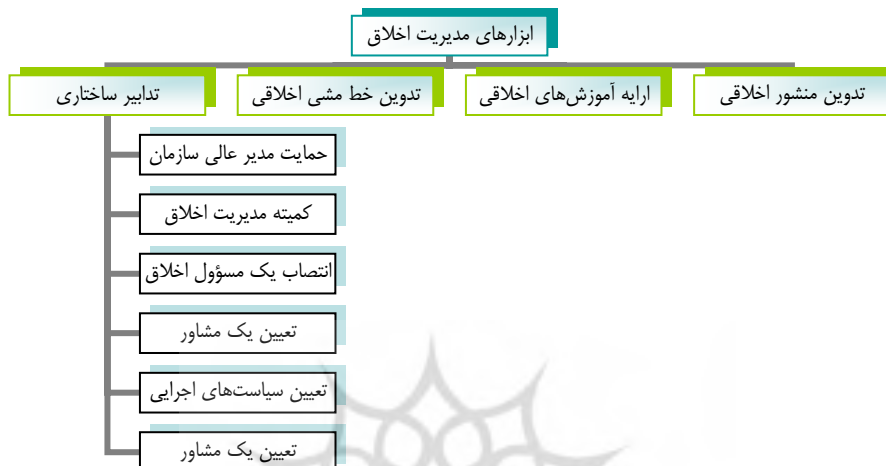 ابزارهای مدیریت اخلاق
تدوین منشور اخلاقی
ارایه آموزش‌های اخلاقی
تدوین خط مشی اخلاقی
تدابیر ساختاری
حمایت مدیر عالی سازمان
کمیته مدیریت اخلاق
انتصاب یک مسؤول اخلاق
تعیین یک مشاور
تعیین سیاست‌های اجرایی
تعیین یک مشاور